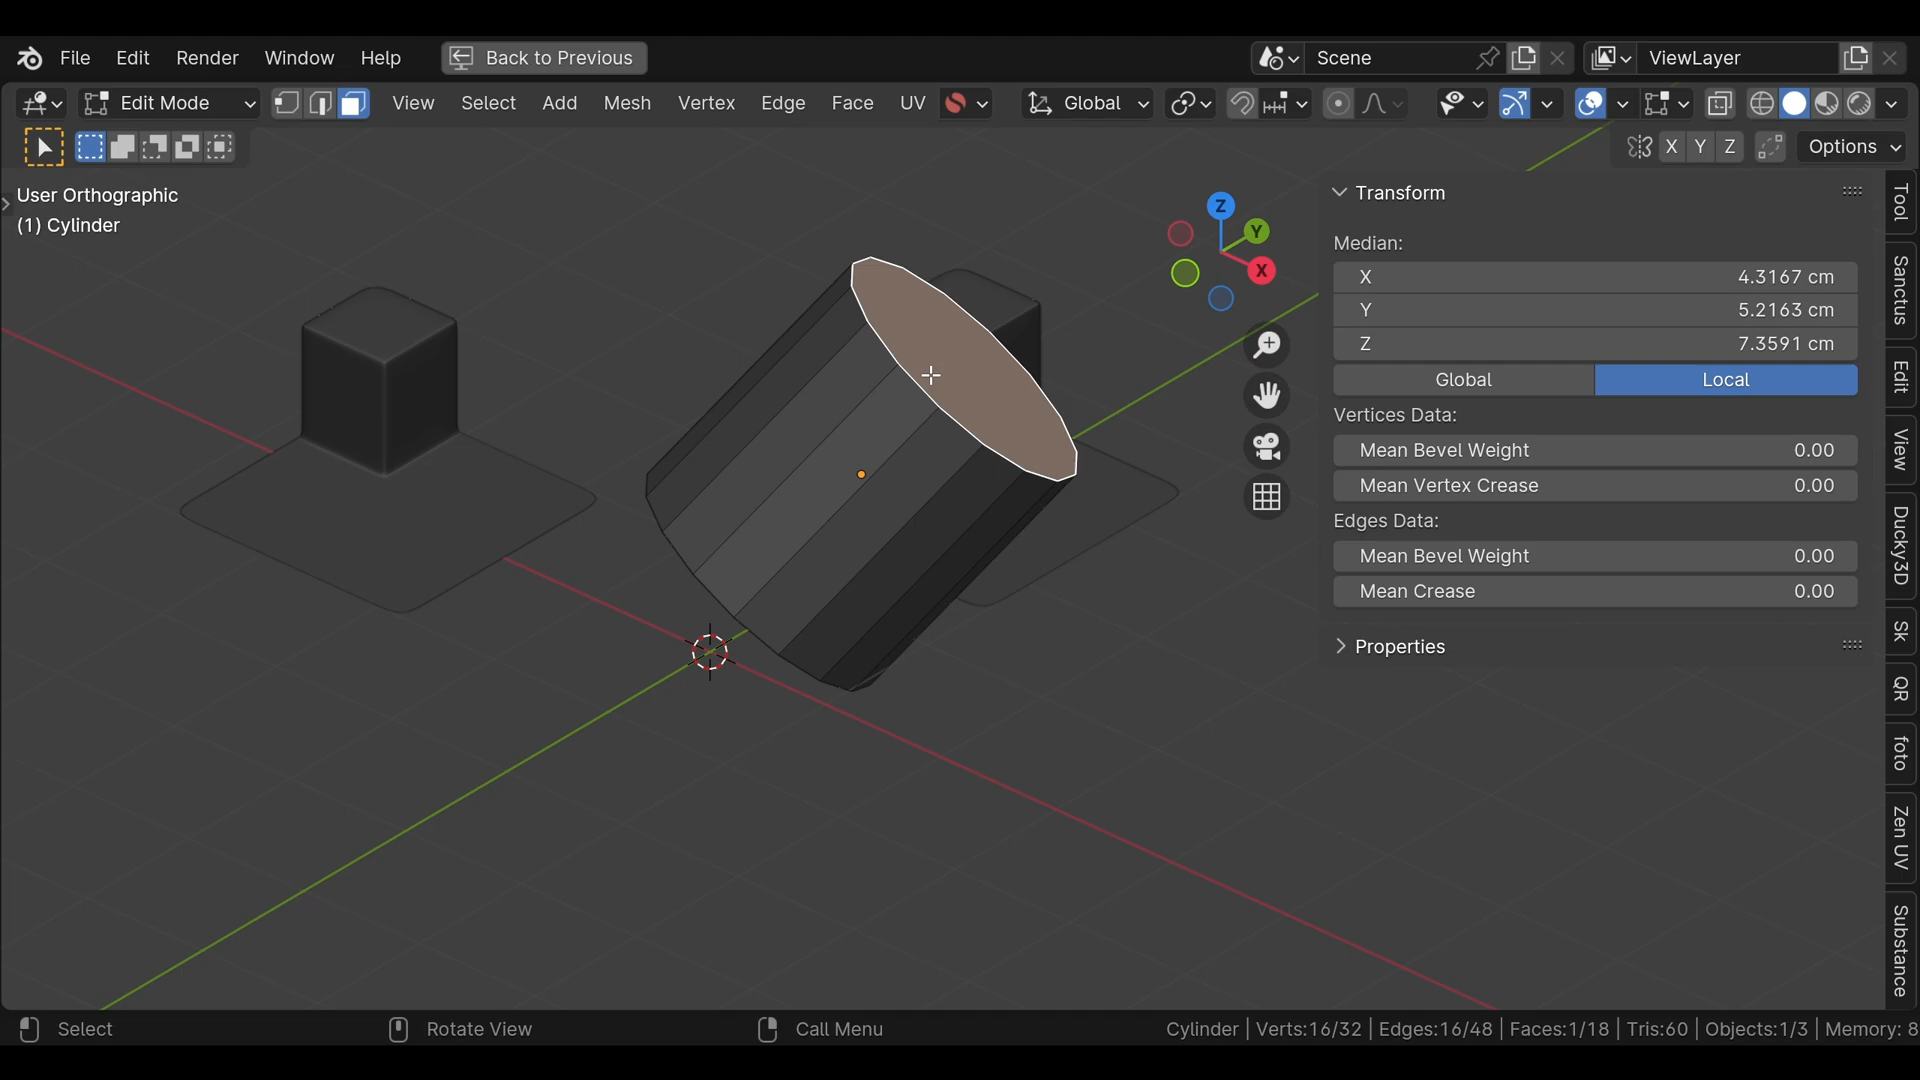 File Edit Render Window Help Back to Previous Scene ViewLayer
Edit Mode View Select Add Mesh Vertex Edge Face UV Global
X Y Z Options
User Orthographic
(1) Cylinder
Z
Y
X
Transform
Median:
X 4.3167 cm
Y 5.2163 cm
Z 7.3591 cm
Global Local
Vertices Data:
Mean Bevel Weight 0.00
Mean Vertex Crease 0.00
Edges Data:
Mean Bevel Weight 0.00
Mean Crease 0.00
Properties
Tool
Sanctus
Edit
View
Ducky3D
Sk
QR
foto
Zen UV
Substance
Select Rotate View Call Menu Cylinder | Verts:16/32 | Edges:16/48 | Faces:1/18 | Tris:60 | Objects:1/3 | Memory: 8